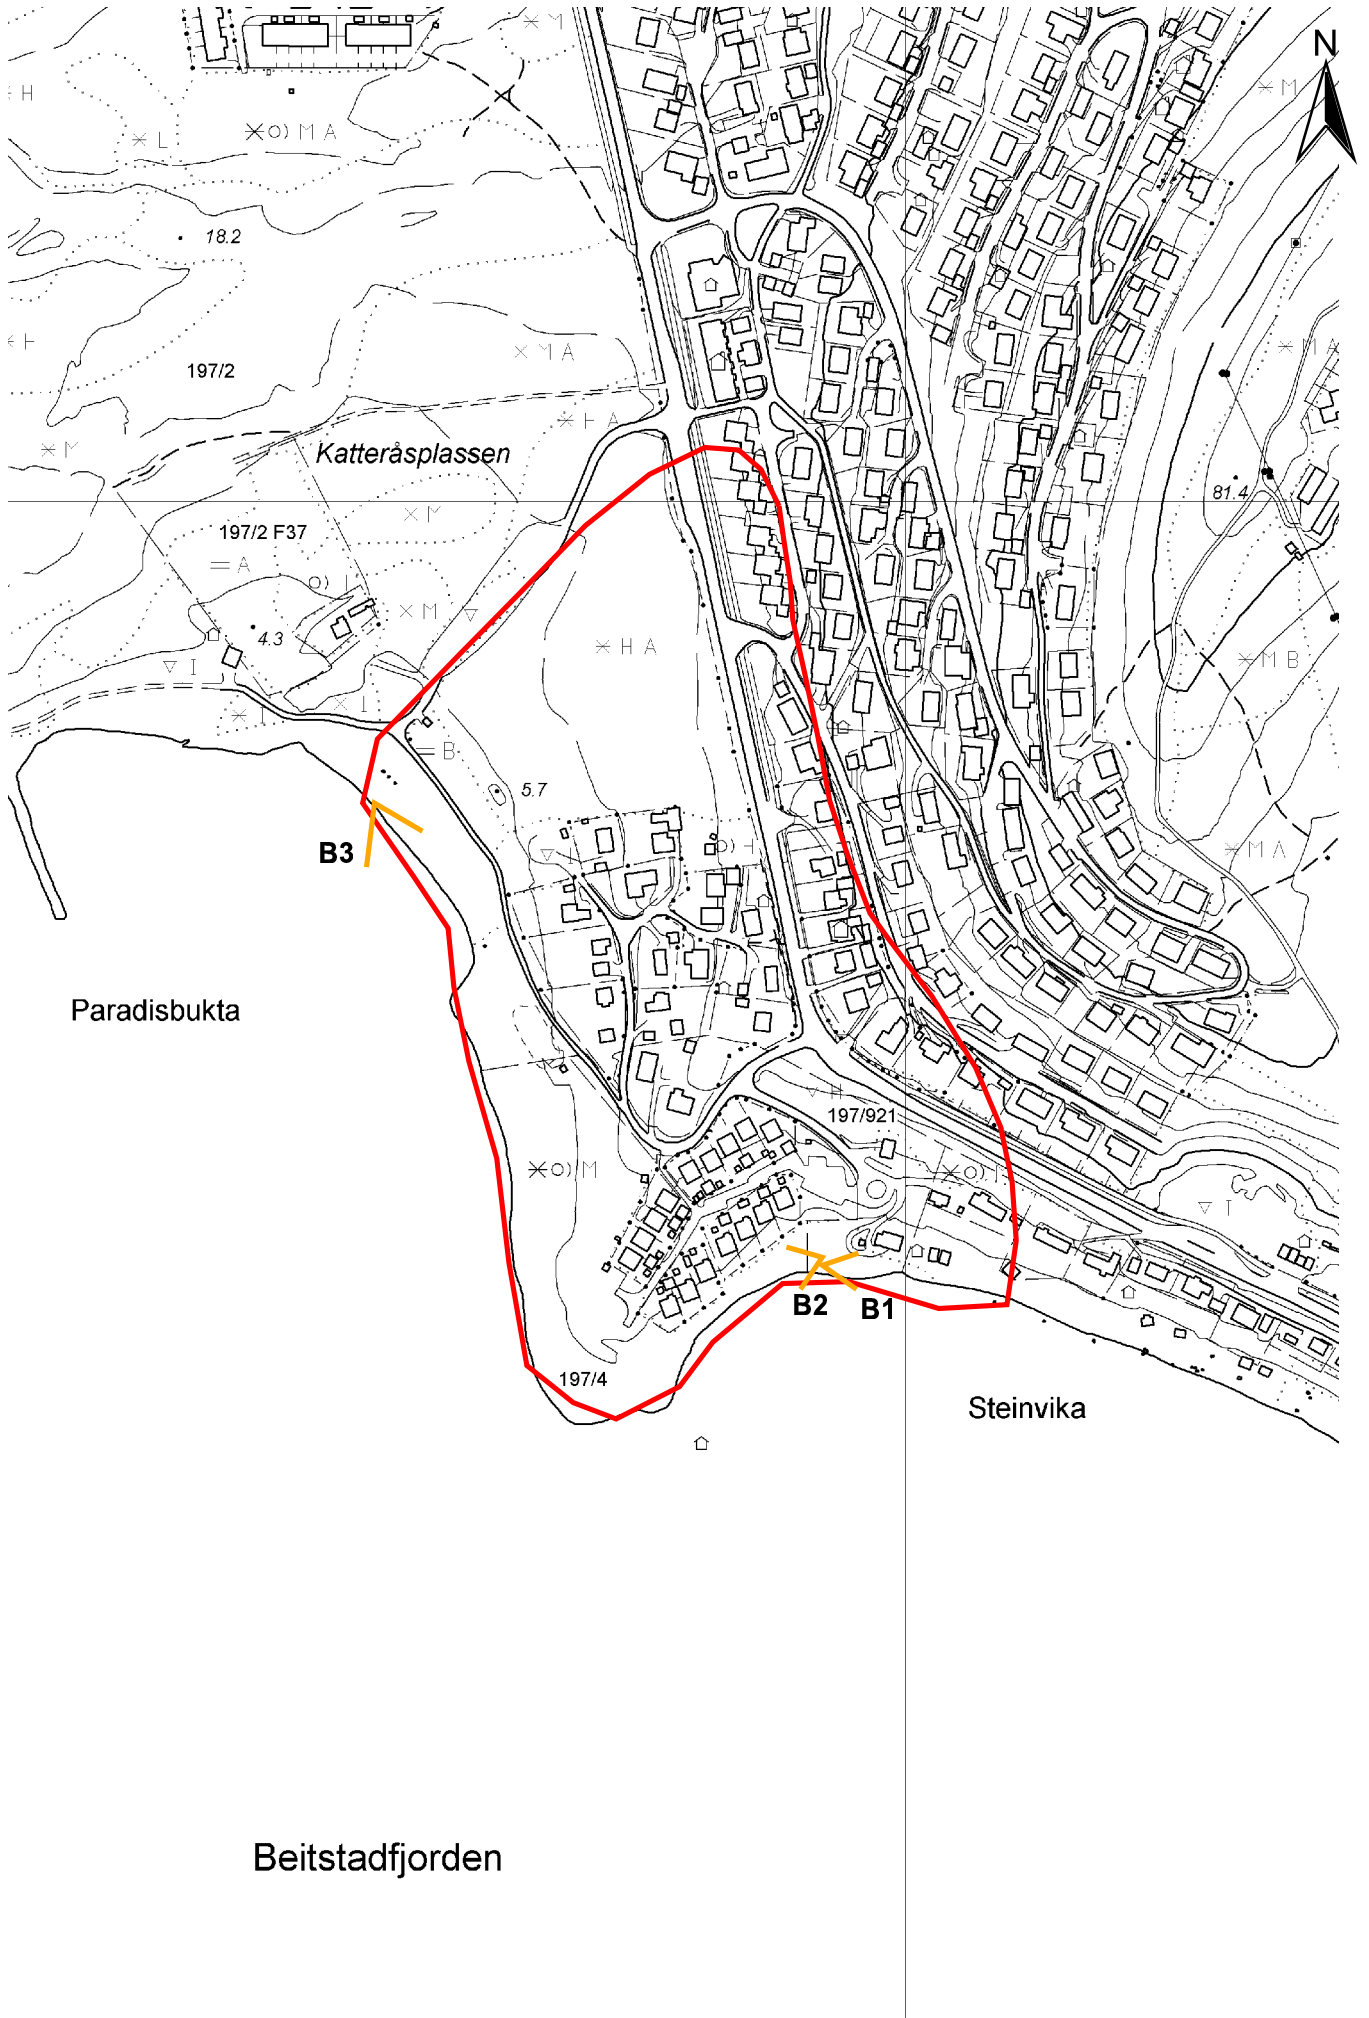 N
M
M
H
L
O) M A
18.2
M A
M A
197/2
H A
M
Katteråsplassen
81.4
M
197/2 F37
A
O) I
M
4.3
H A
M B
I
I
B
5.7
O) H
M A
B3
Paradisbukta
H
197/921
O) M
I
B2
B1
197/4
Steinvika
Beitstadfjorden